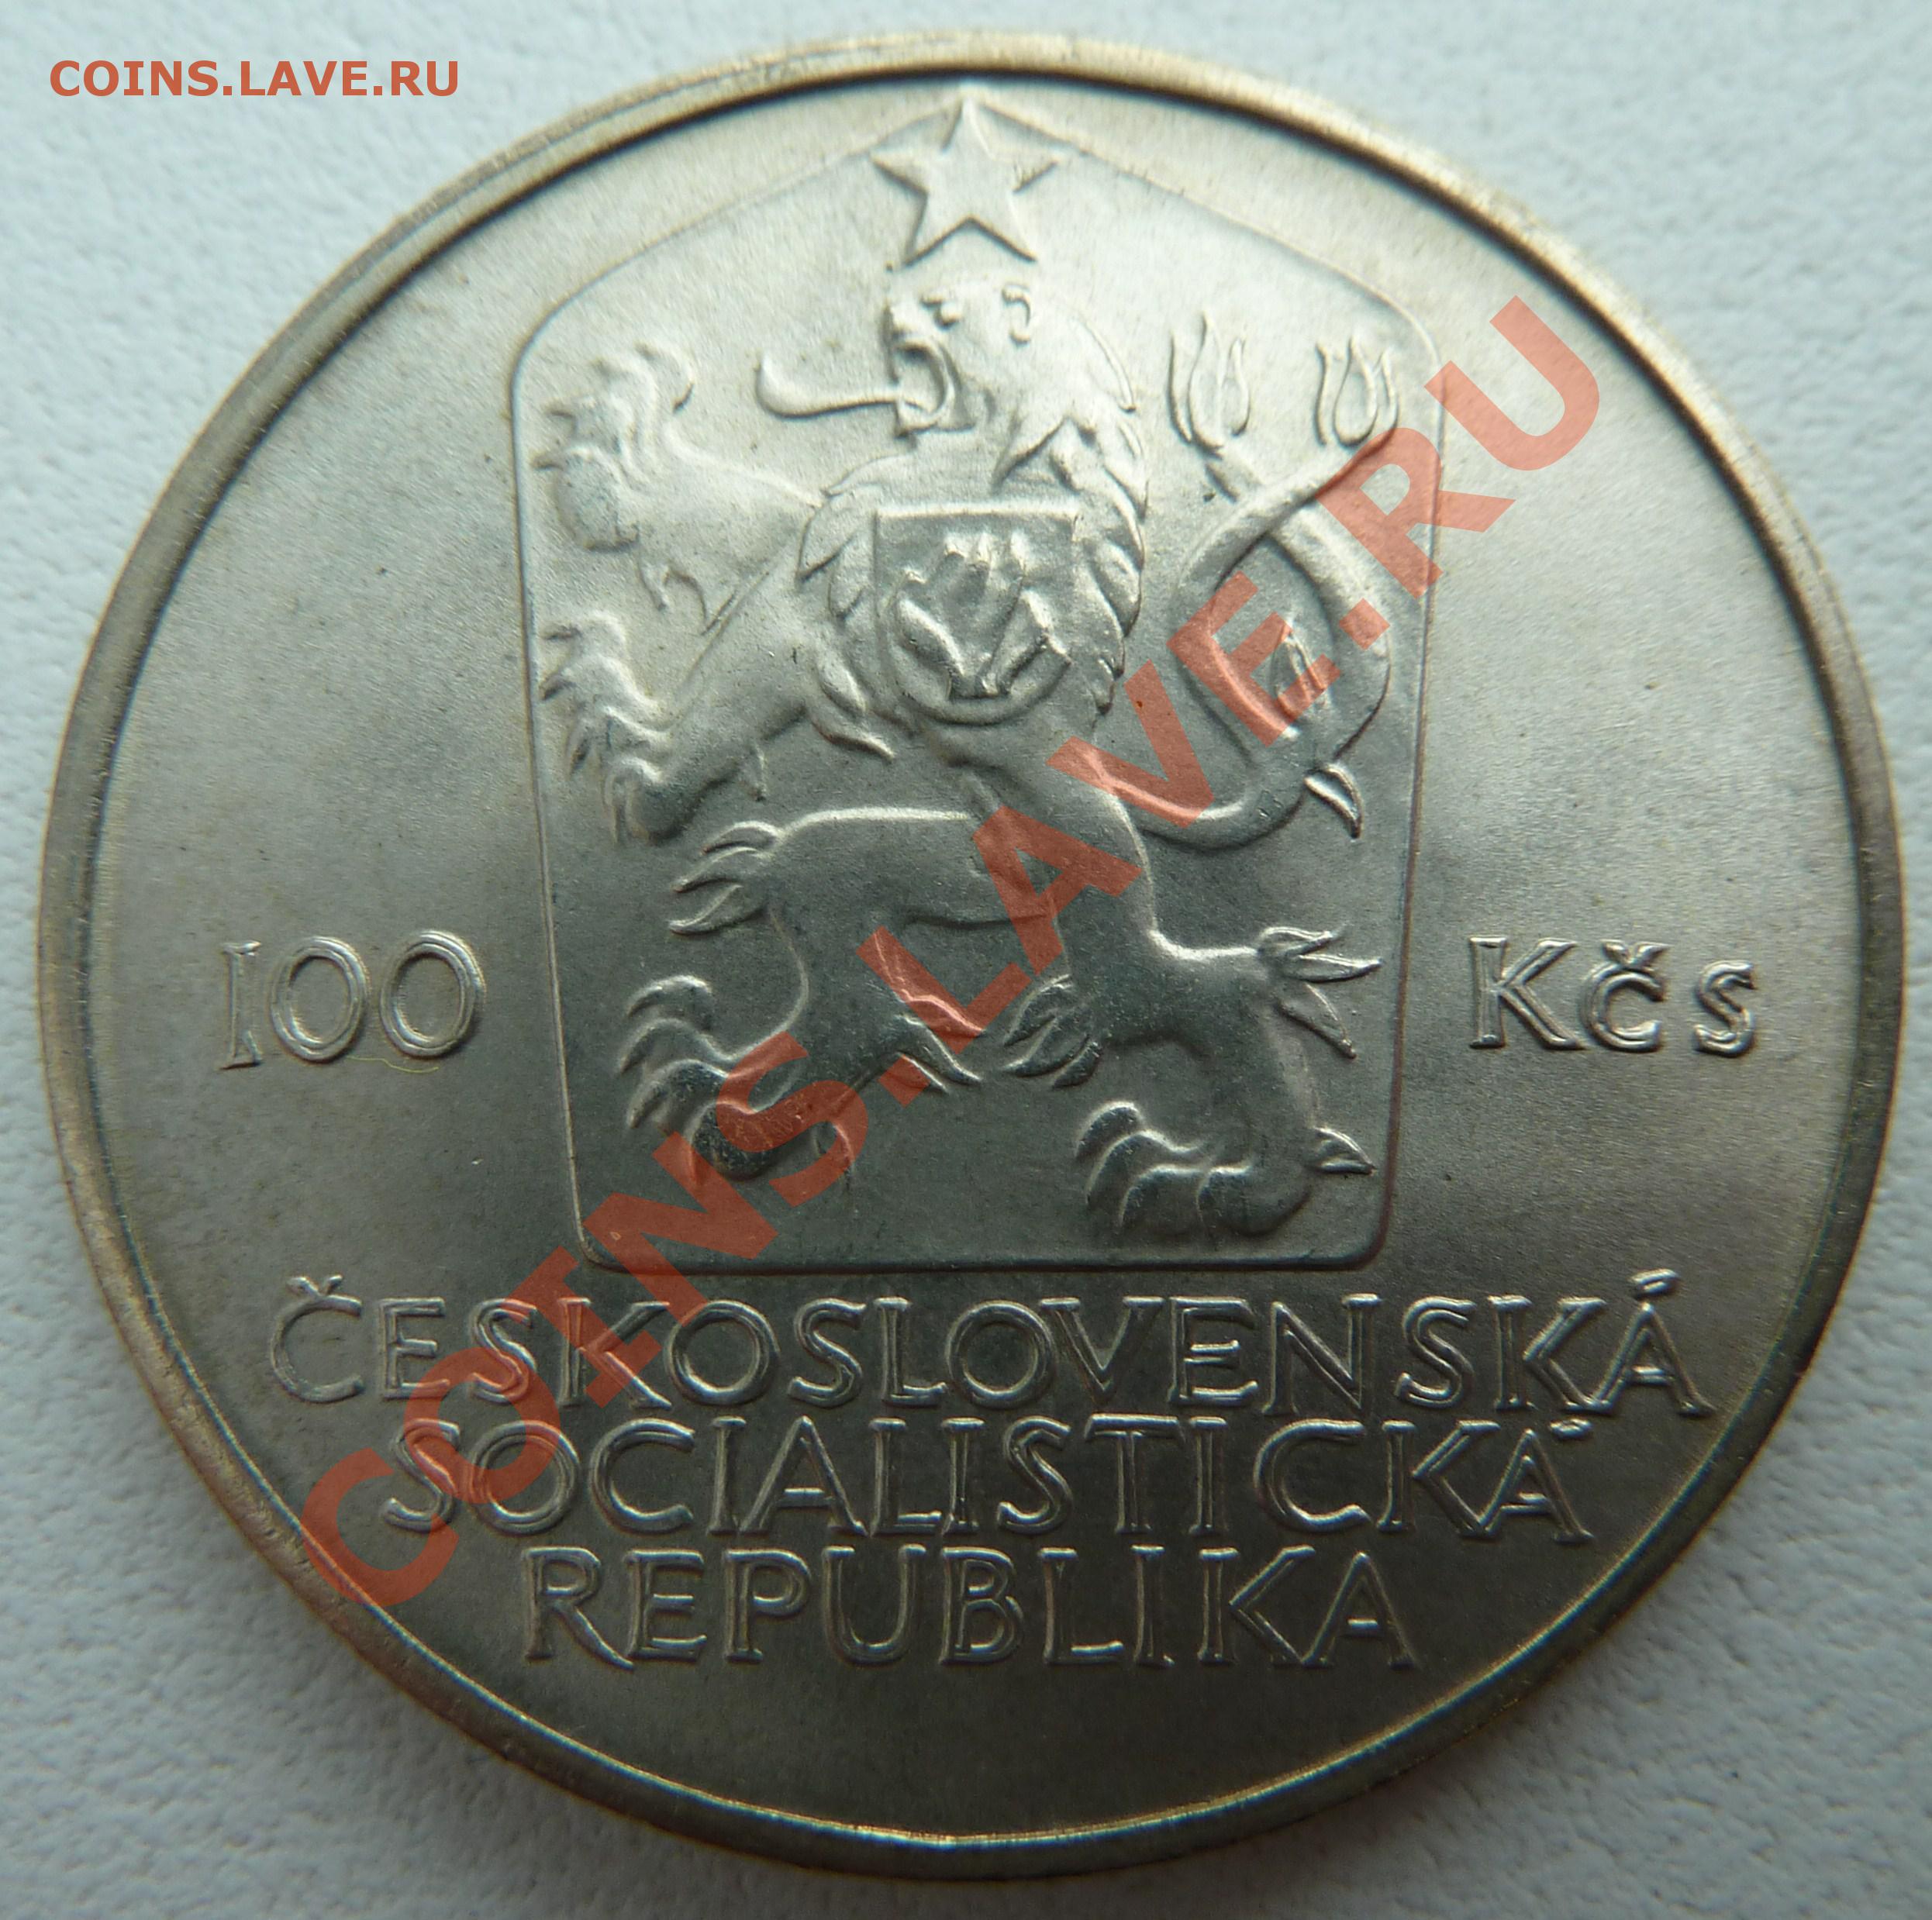 COINS.LAVE.RU
100 Kčs
ČESKOSLOVENSKÁ
SOCIALISTICKÁ
REPUBLIKA
COINS.LAVE.RU